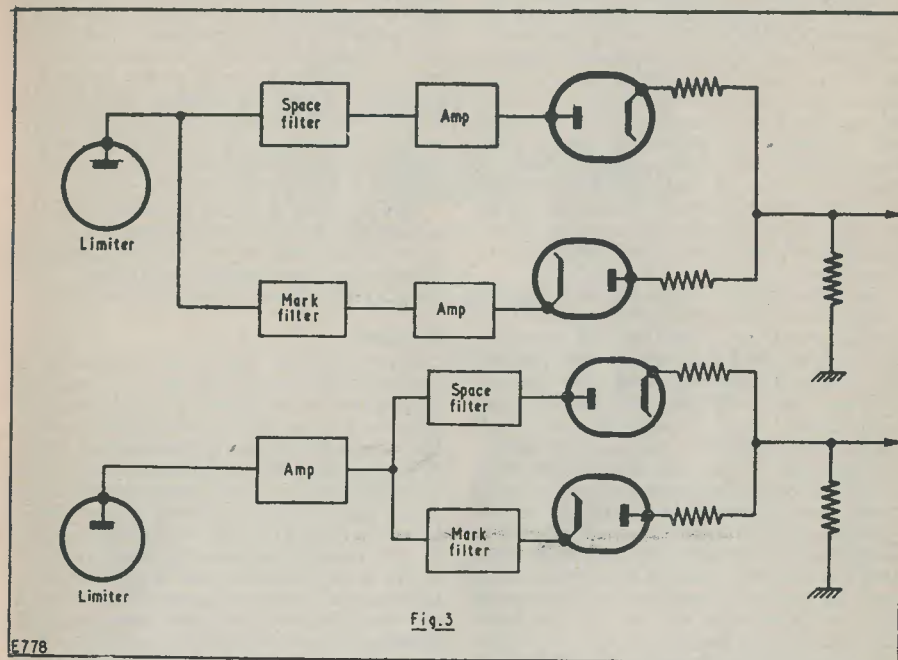 Space
filter
Amp
Limiter
Mark
filter
Amp
Space
filter
Amp
Mark
filter
Limiter
Fig.3
E778